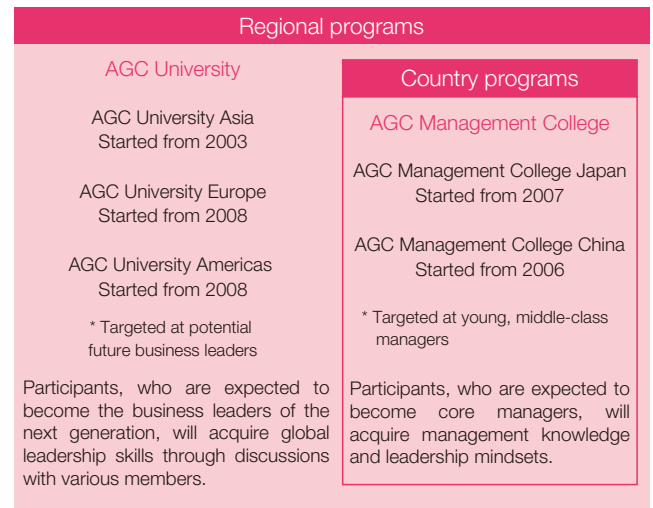 Regional programs
AGC University
AGC University Asia
Started from 2003
AGC University Europe
Started from 2008
AGC University Americas
Started from 2008
* Targeted at potential
future business leaders
Participants, who are expected to
become the business leaders of the
next generation, will acquire global
leadership skills through discussions
with various members.
Country programs
AGC Management College
AGC Management College Japan
Started from 2007
AGC Management College China
Started from 2006
* Targeted at young, middle-class
managers
Participants, who are expected to
become core managers, will
acquire management knowledge
and leadership mindsets.